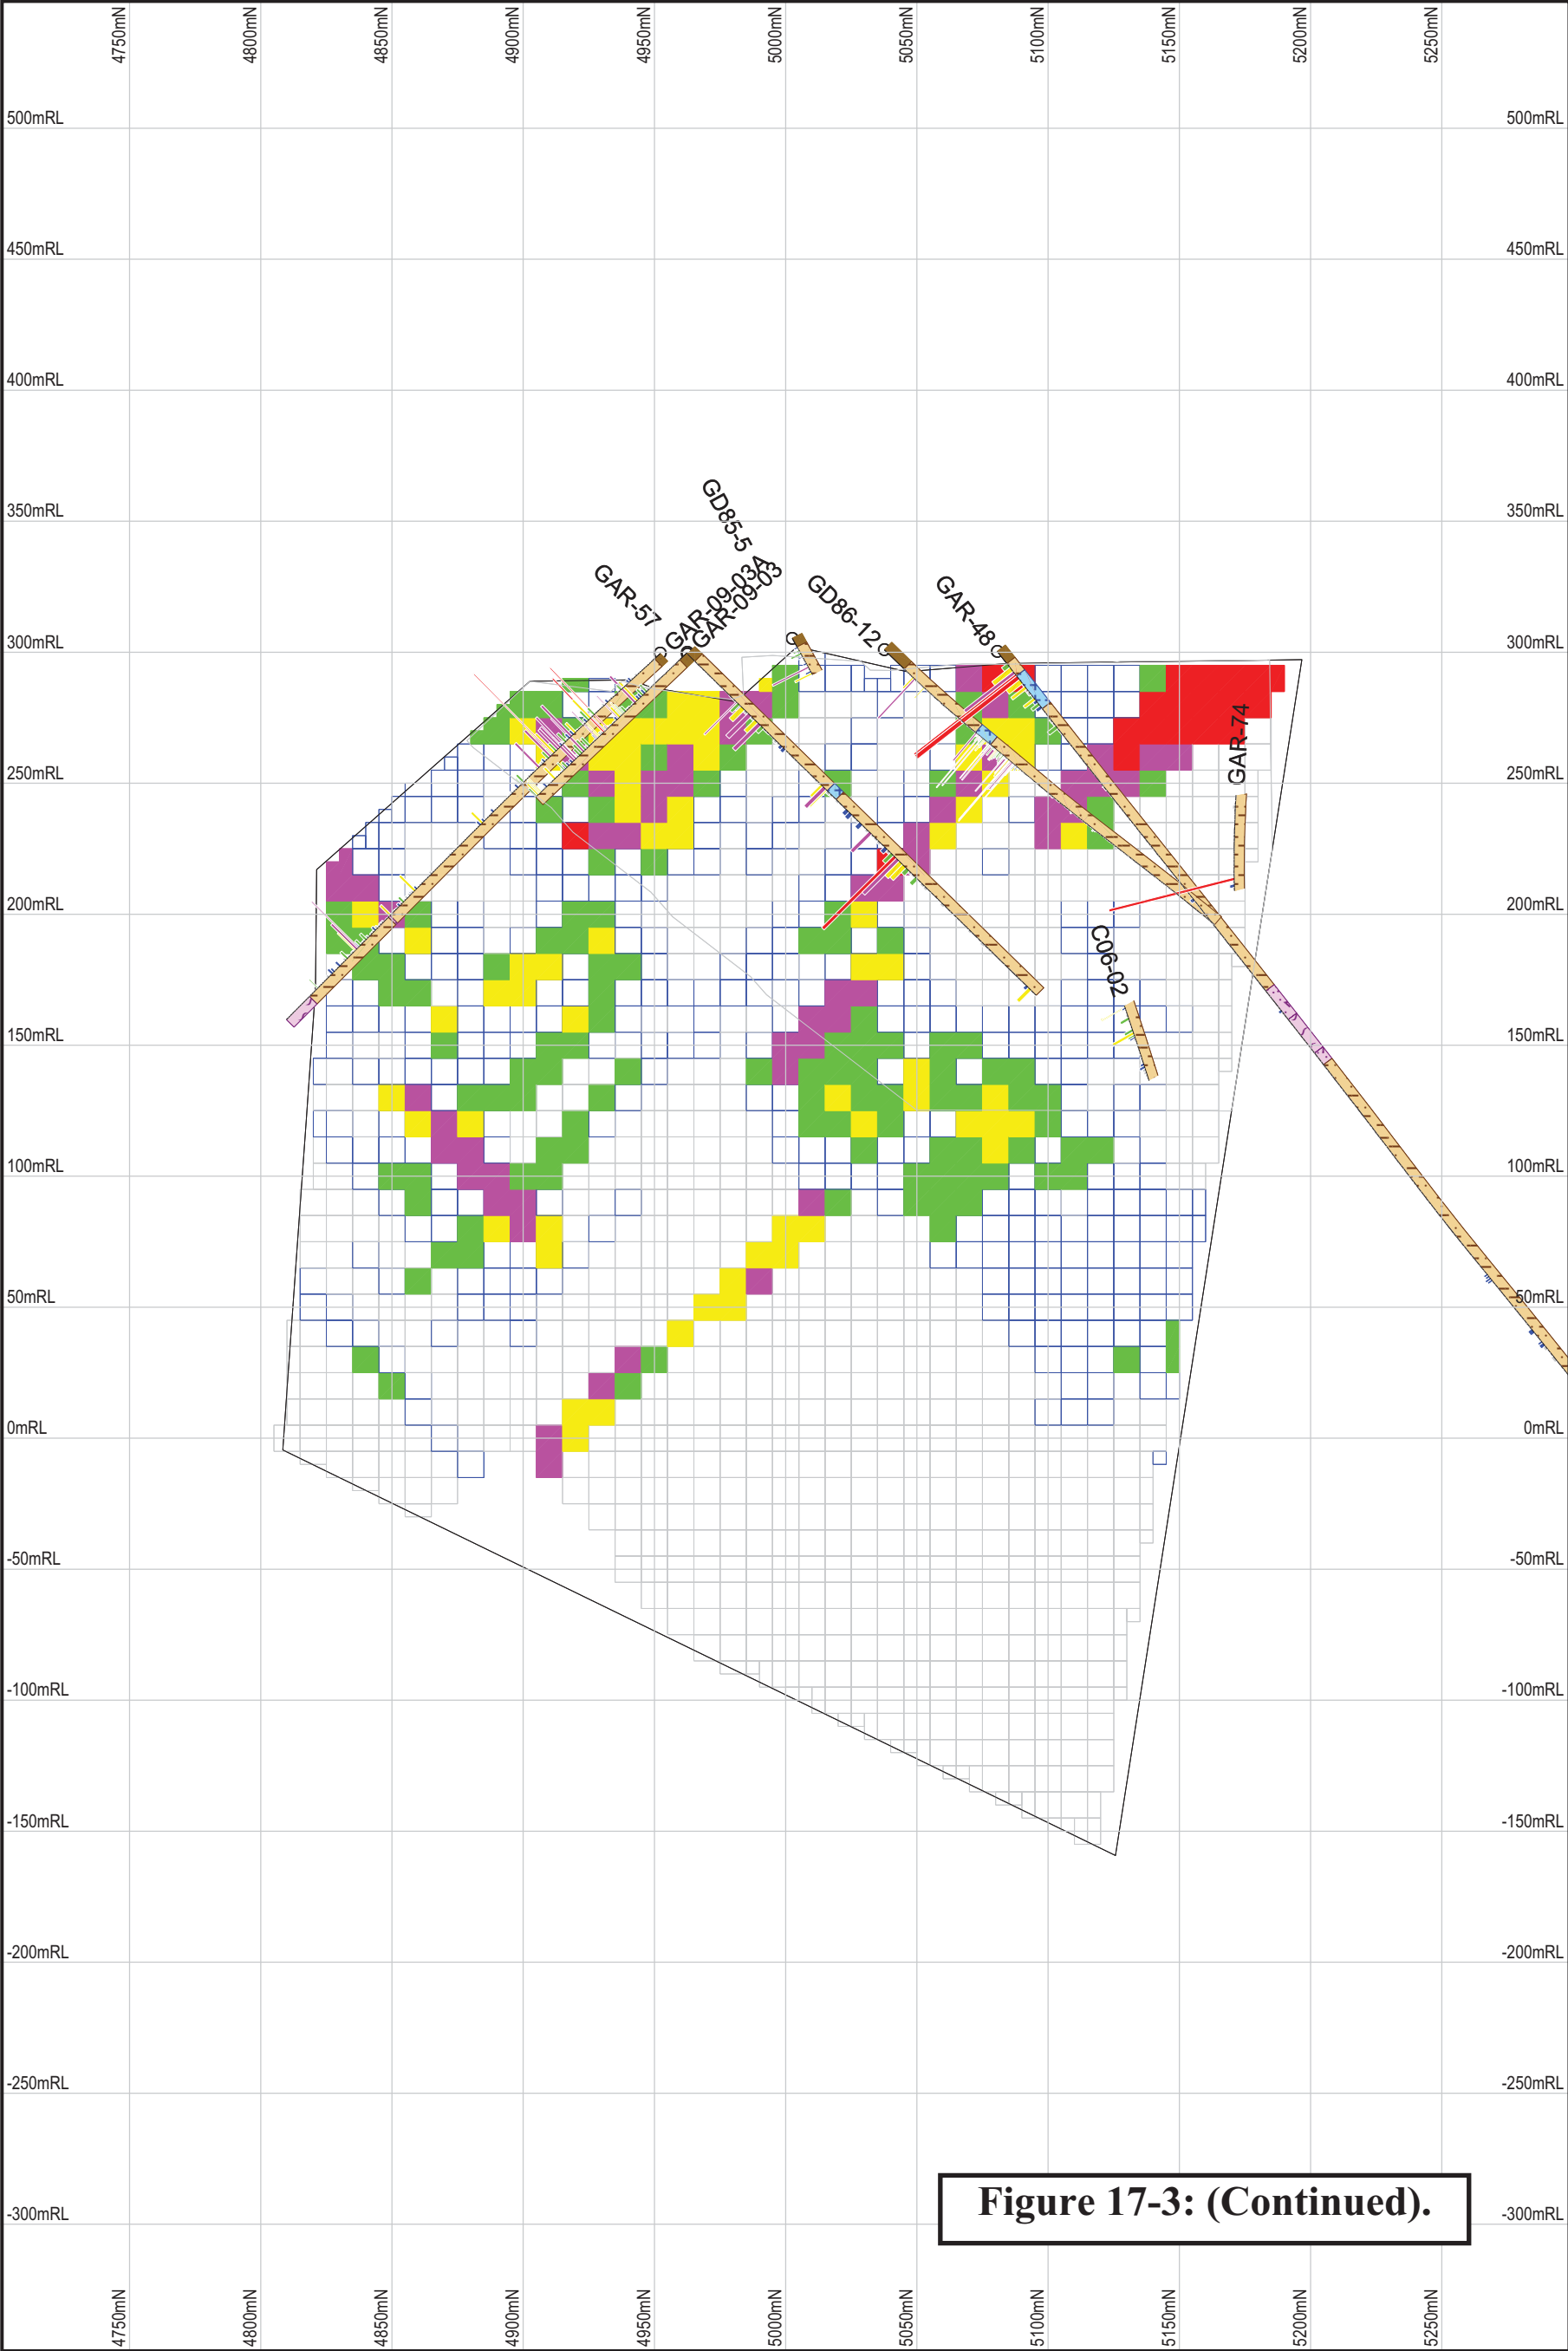 4750mN 4800mN 4850mN 4900mN 4950mN 5000mN 5050mN 5100mN 5150mN 5200mN 5250mN
500mRL 500mRL
450mRL 450mRL
400mRL 400mRL
350mRL 350mRL
GD85-5
GAR-57
GAR-09-03A
GAR-09-03
GD86-12
GAR-48
300mRL 300mRL
GAR-74
250mRL 250mRL
200mRL 200mRL
C06-02
150mRL 150mRL
100mRL 100mRL
50mRL 50mRL
0mRL 0mRL
-50mRL -50mRL
-100mRL -100mRL
-150mRL -150mRL
-200mRL -200mRL
-250mRL -250mRL
Figure 17-3: (Continued).
-300mRL -300mRL
4750mN 4800mN 4850mN 4900mN 4950mN 5000mN 5050mN 5100mN 5150mN 5200mN 5250mN